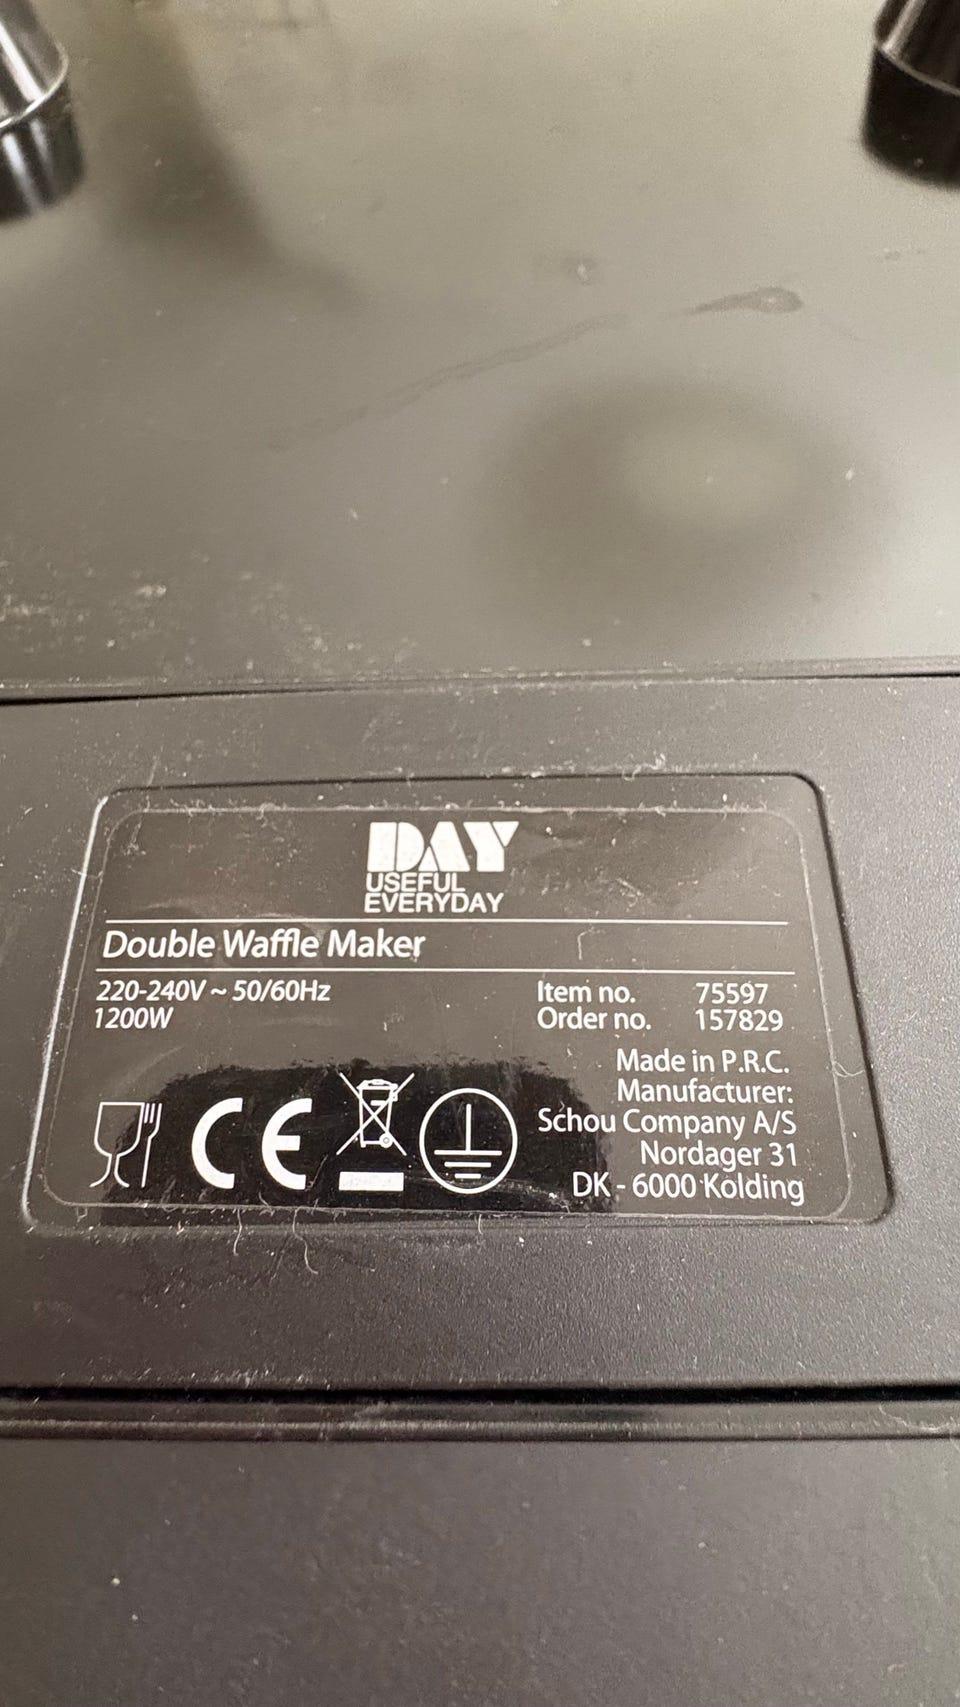 DAY
USEFUL
EVERYDAY
Double Waffle Maker
220-240V ~ 50/60Hz
1200W
Item no. 75597
Order no. 157829
Made in P.R.C.
Manufacturer:
Schou Company A/S
Nordager 31
DK - 6000 Kolding
CE